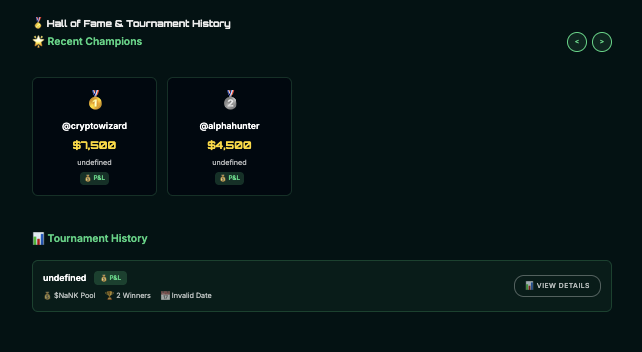 🏅 Hall of Fame & Tournament History
🌟 Recent Champions
< >
🥇 🥈
@cryptowizard @alphahunter
$7,500 $4,500
undefined undefined
💰 P&L 💰 P&L
📊 Tournament History
undefined 💰 P&L
💰 $NaNK Pool 🏆 2 Winners 📅 Invalid Date
📊 VIEW DETAILS